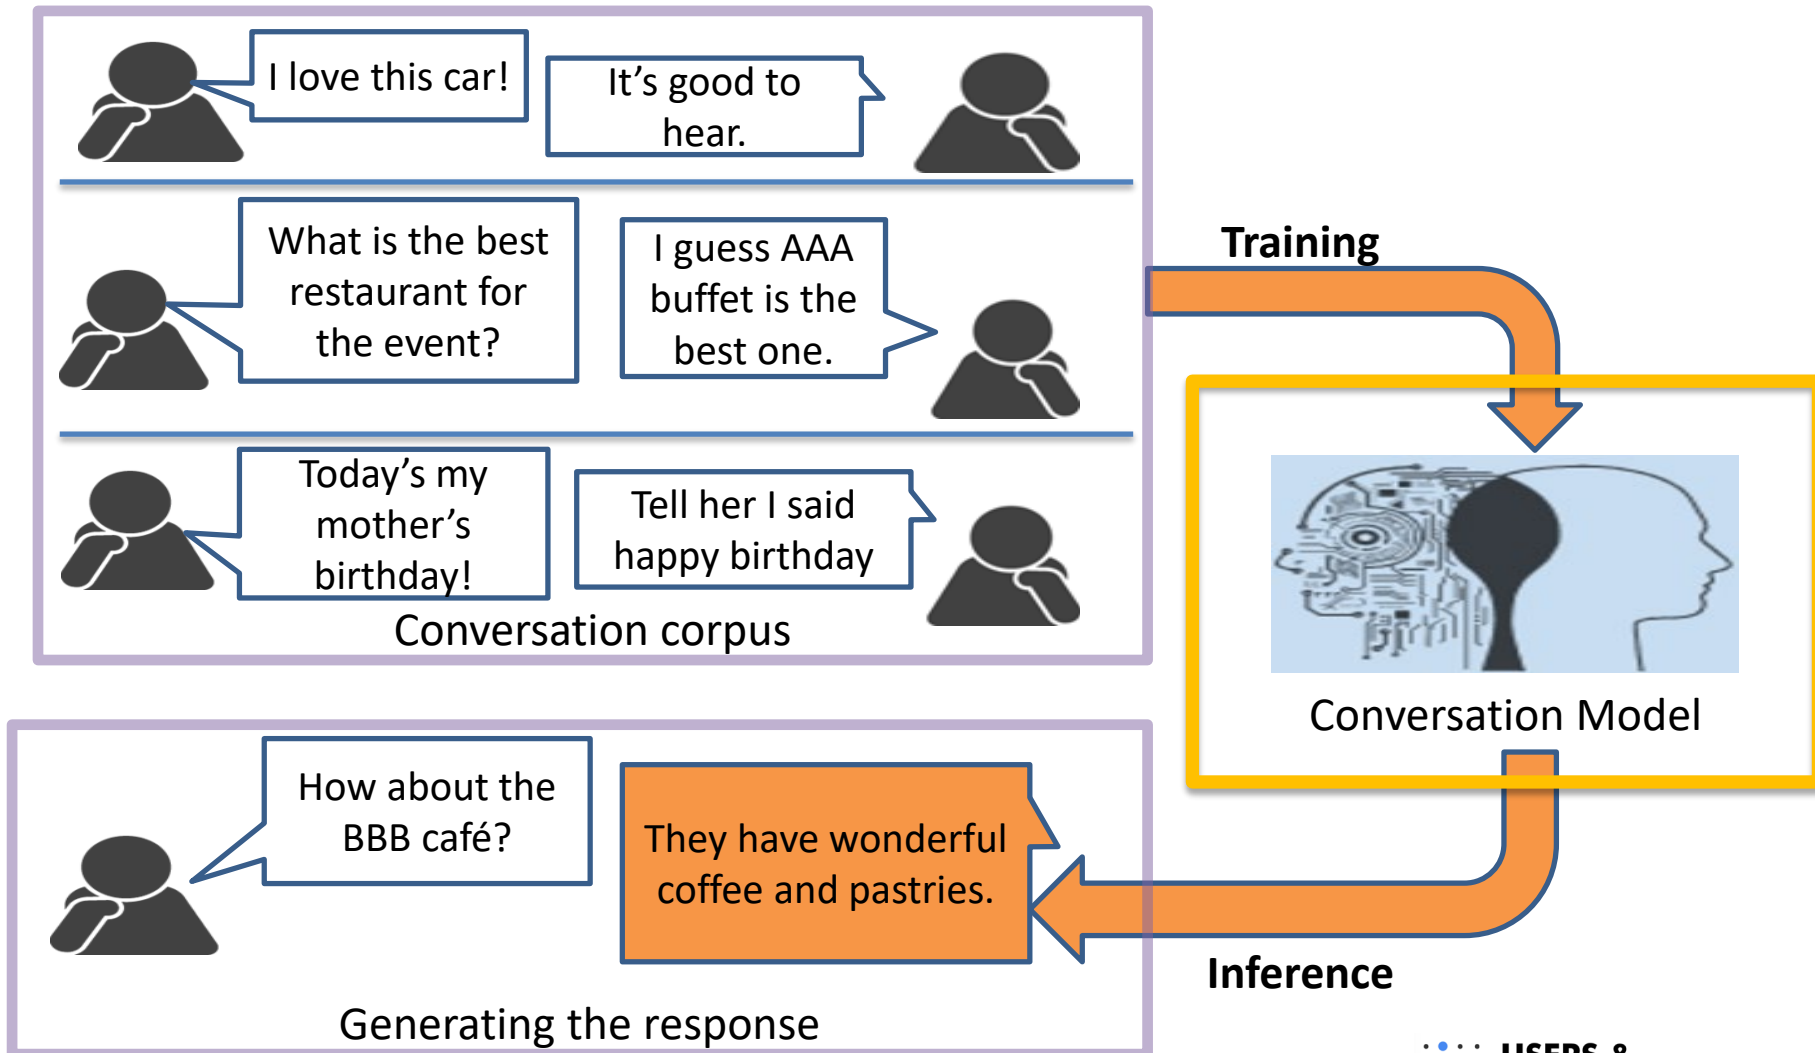 I love this car!
It's good to
hear.
What is the best
restaurant for
the event?
I guess AAA
buffet is the
best one.
Today's my
mother's
birthday!
Tell her I said
happy birthday
Conversation corpus
Training
Conversation Model
How about the
BBB café?
They have wonderful
coffee and pastries.
Inference
Generating the response
USERS &